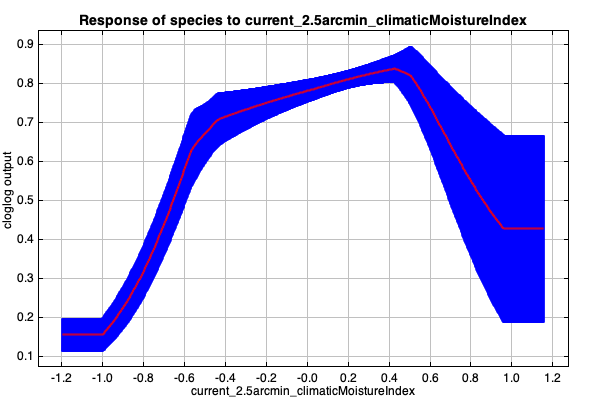 Response of species to current_2.5arcmin_climaticMoistureIndex
cloglog output
0.9
0.8
0.7
0.6
0.5
0.4
0.3
0.2
0.1
-1.2 -1.0 -0.8 -0.6 -0.4 -0.2 -0.0 0.2 0.4 0.6 0.8 1.0 1.2
current_2.5arcmin_climaticMoistureIndex